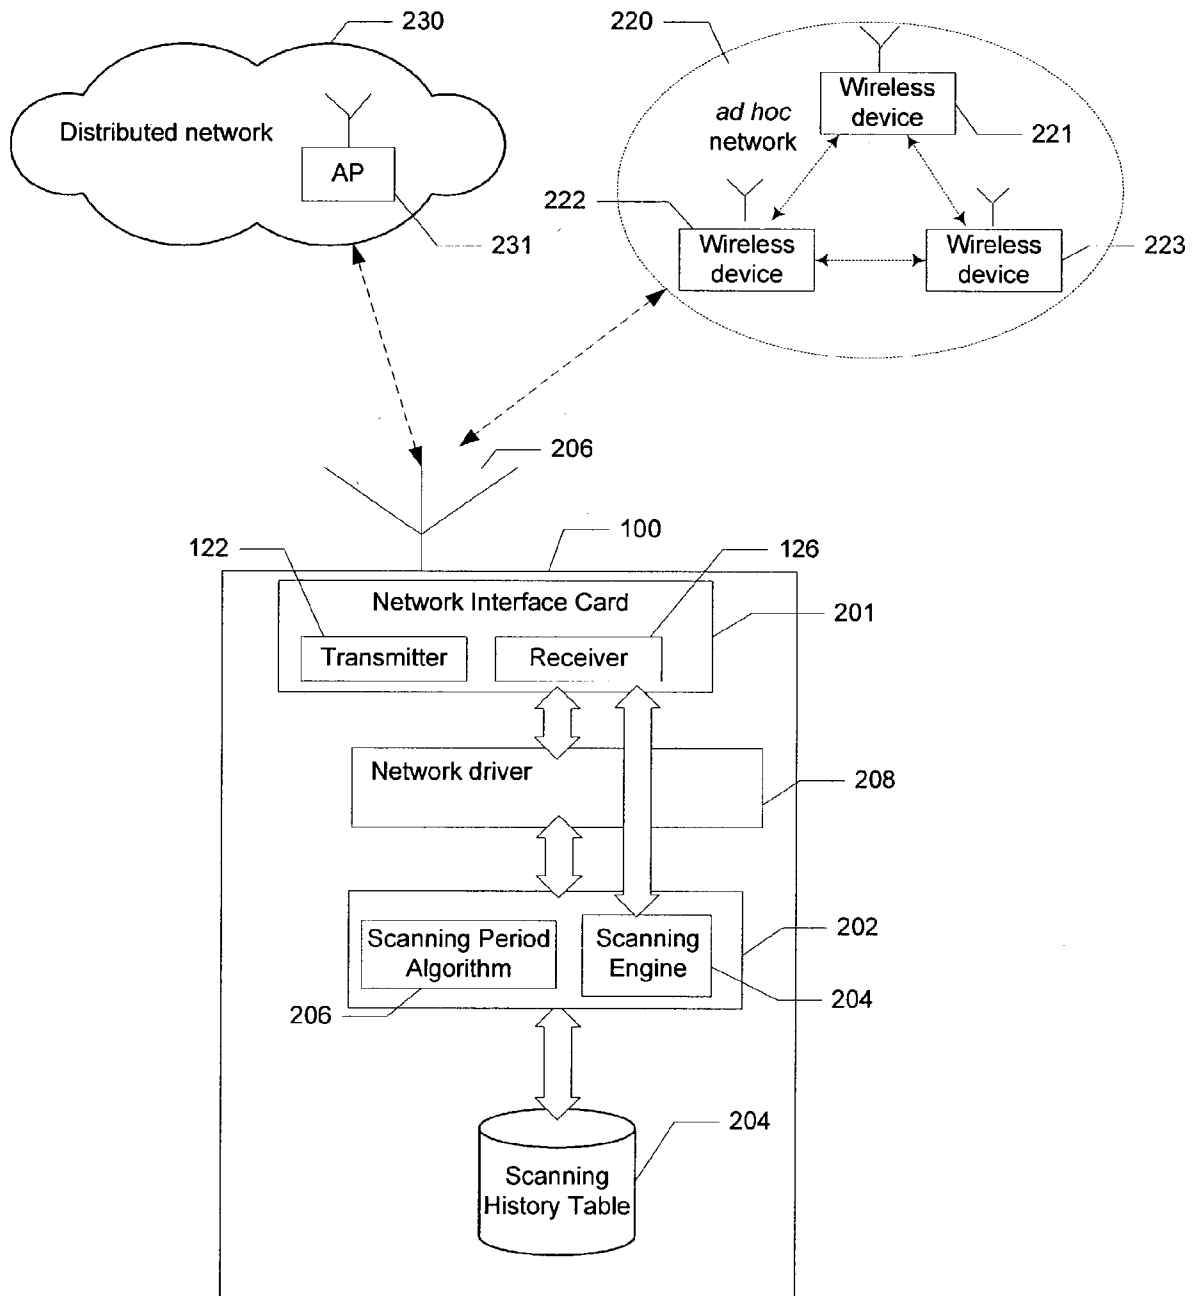 230
220
Distributed network
AP
231
ad hoc
network
Wireless
device
221
222
Wireless
device
Wireless
device
223
206
100
122
126
Network Interface Card
201
Transmitter
Receiver
Network driver
208
Scanning Period
Algorithm
Scanning
Engine
202
206
204
204
Scanning
History Table